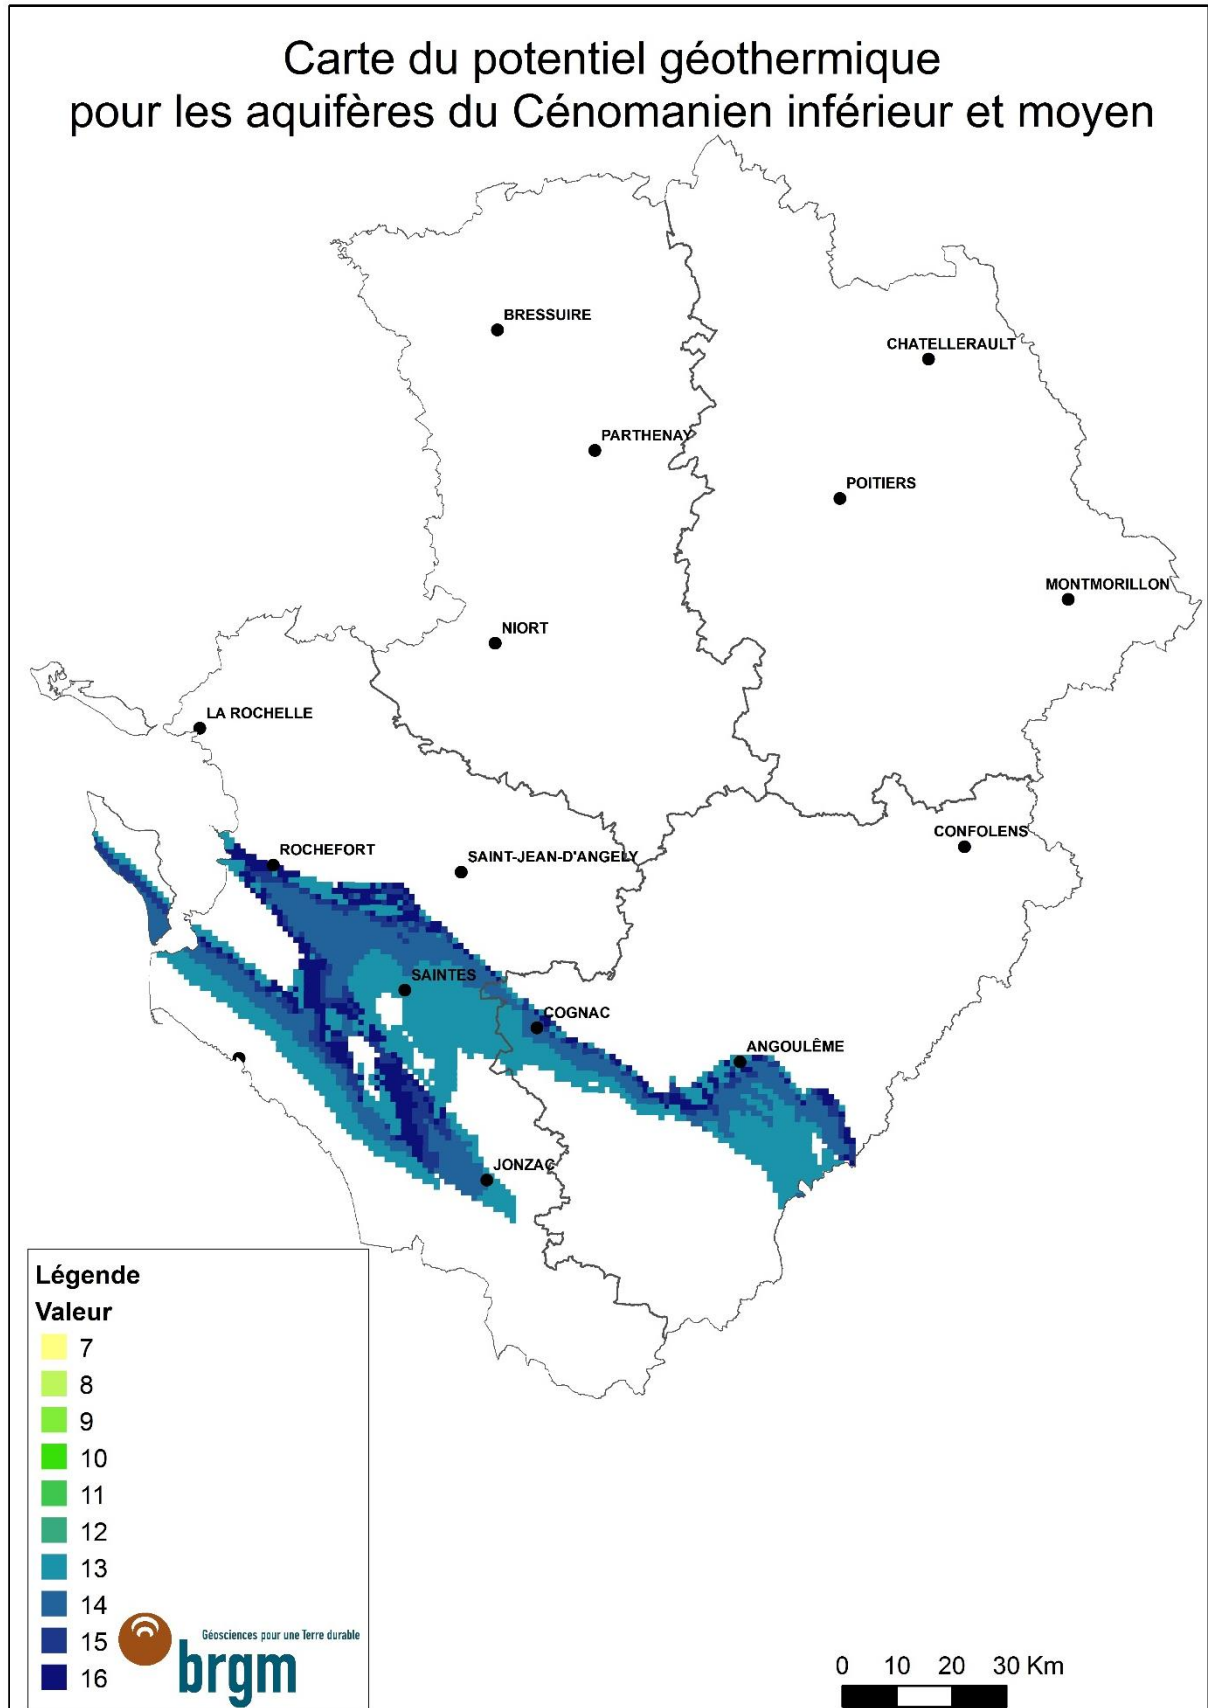 Carte du potentiel géothermique
pour les aquifères du Cénomanien inférieur et moyen
BRESSUIRE
CHATELLERAULT
PARTHENAY
POITIERS
MONTMORILLON
NIORT
LA ROCHELLE
CONFOLENS
ROCHEFORT
SAINT-JEAN-D'ANGELY
SAINTES
COGNAC
ANGOULÊME
JONZAC
Légende
Valeur
7
8
9
10
11
12
13
14
15
16
Géosciences pour une Terre durable
brgm
0 10 20 30 Km